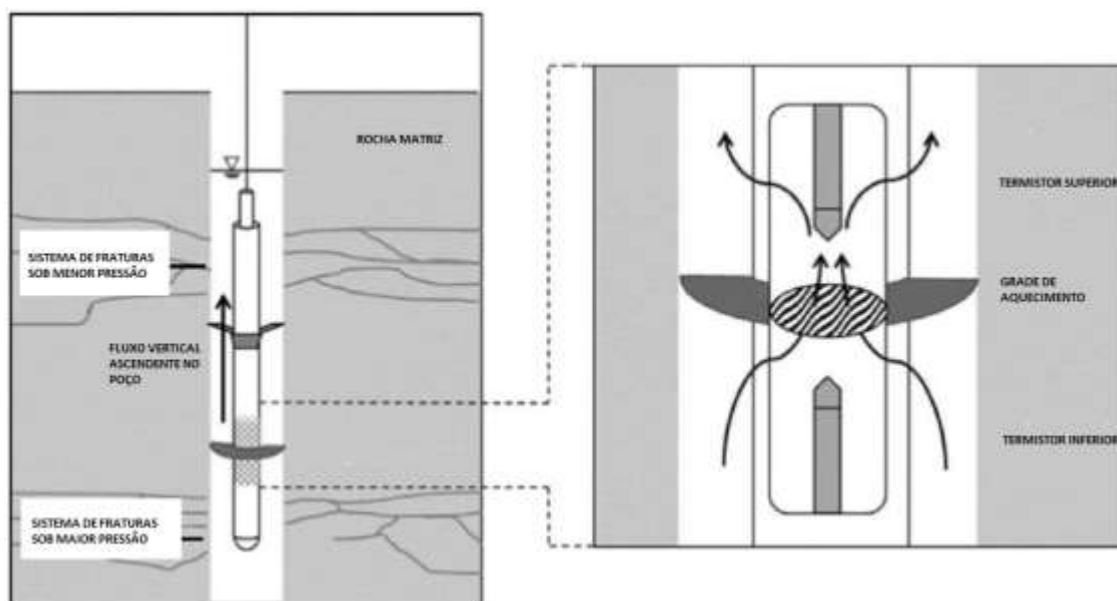 ROCHA MATRIZ
SISTEMA DE FRATURAS
SOB MENOR PRESSÃO
FLUXO VERTICAL
ASCENDENTE NO
POÇO
SISTEMA DE FRATURAS
SOB MAIOR PRESSÃO
TERMISTOR SUPERIOR
GRADE DE
AQUECIMENTO
TERMISTOR INFERIOR